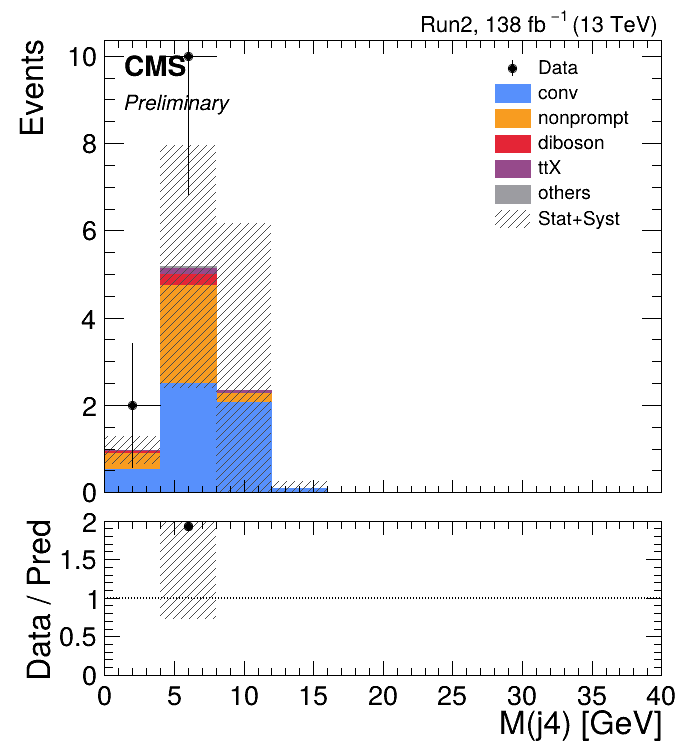 Run2, 138 fb⁻¹ (13 TeV)
Events
10
8
6
4
2
0
CMS
Preliminary
Data
conv
nonprompt
diboson
ttX
others
Stat+Syst
Data / Pred
2
1.5
1
0.5
0
0 5 10 15 20 25 30 35 40
M(j4) [GeV]